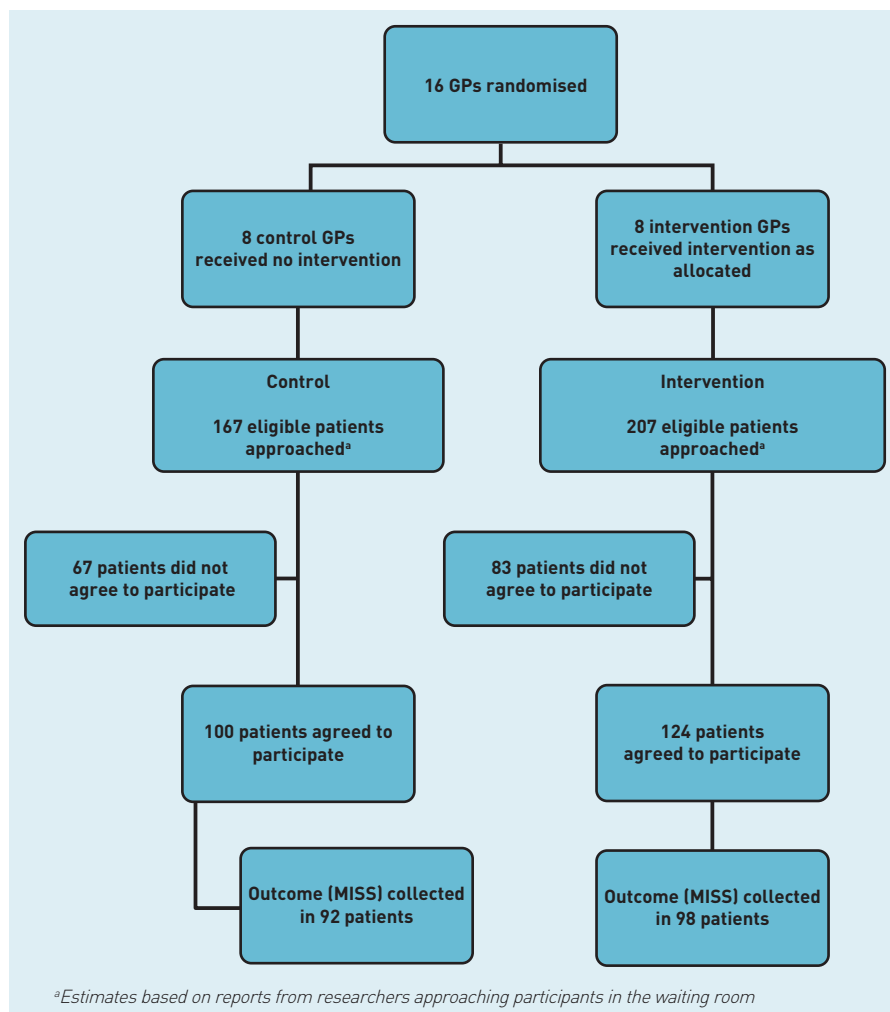 16 GPs randomised
8 control GPs
received no intervention
8 intervention GPs
received intervention as
allocated
Control
167 eligible patients
approachedᵃ
Intervention
207 eligible patients
approachedᵃ
67 patients did not
agree to participate
83 patients did not
agree to participate
100 patients agreed to
participate
124 patients
agreed to participate
Outcome (MISS) collected
in 92 patients
Outcome (MISS) collected
in 98 patients
ᵃEstimates based on reports from researchers approaching participants in the waiting room